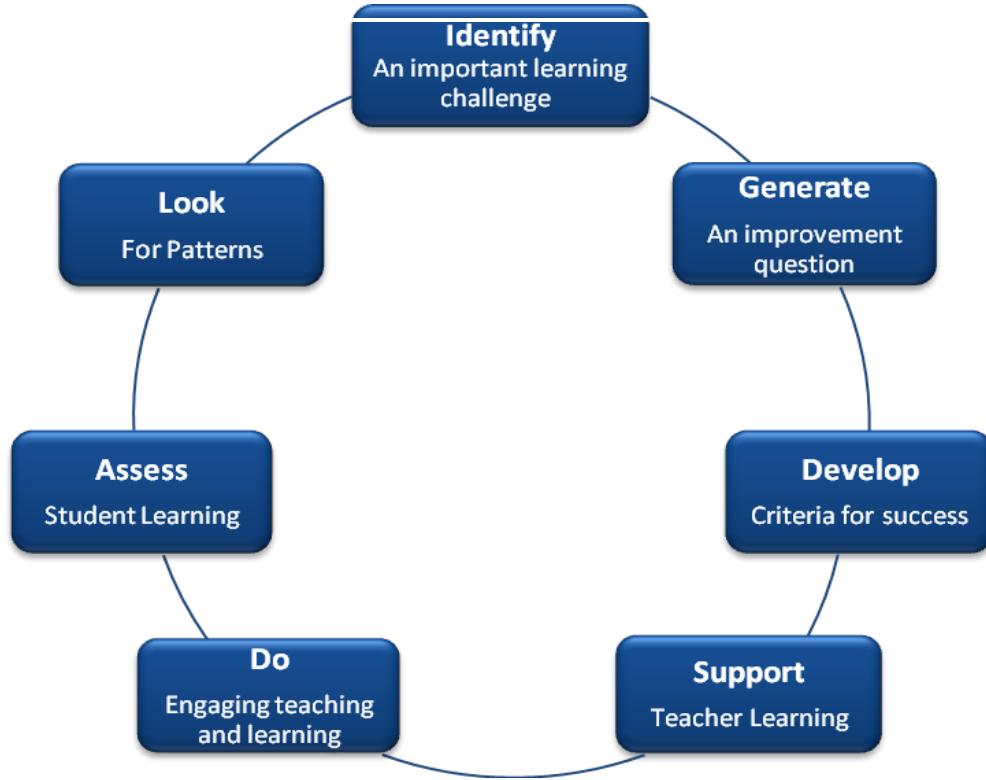 Identify
An important learning
challenge
Generate
An improvement
question
Develop
Criteria for success
Support
Teacher Learning
Do
Engaging teaching
and learning
Assess
Student Learning
Look
For Patterns